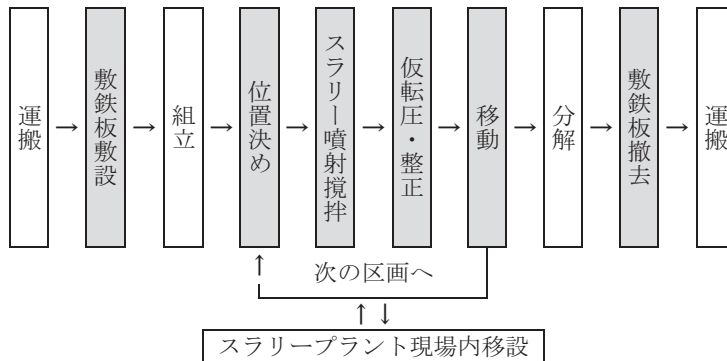 運搬
→
敷鉄板敷設
→
組立
→
位置決め
→
スラリー噴射撹拌
→
仮転圧・整正
→
移動
→
分解
→
敷鉄板撤去
→
運搬
↑
次の区画へ
↑↓
スラリープラント現場内移設